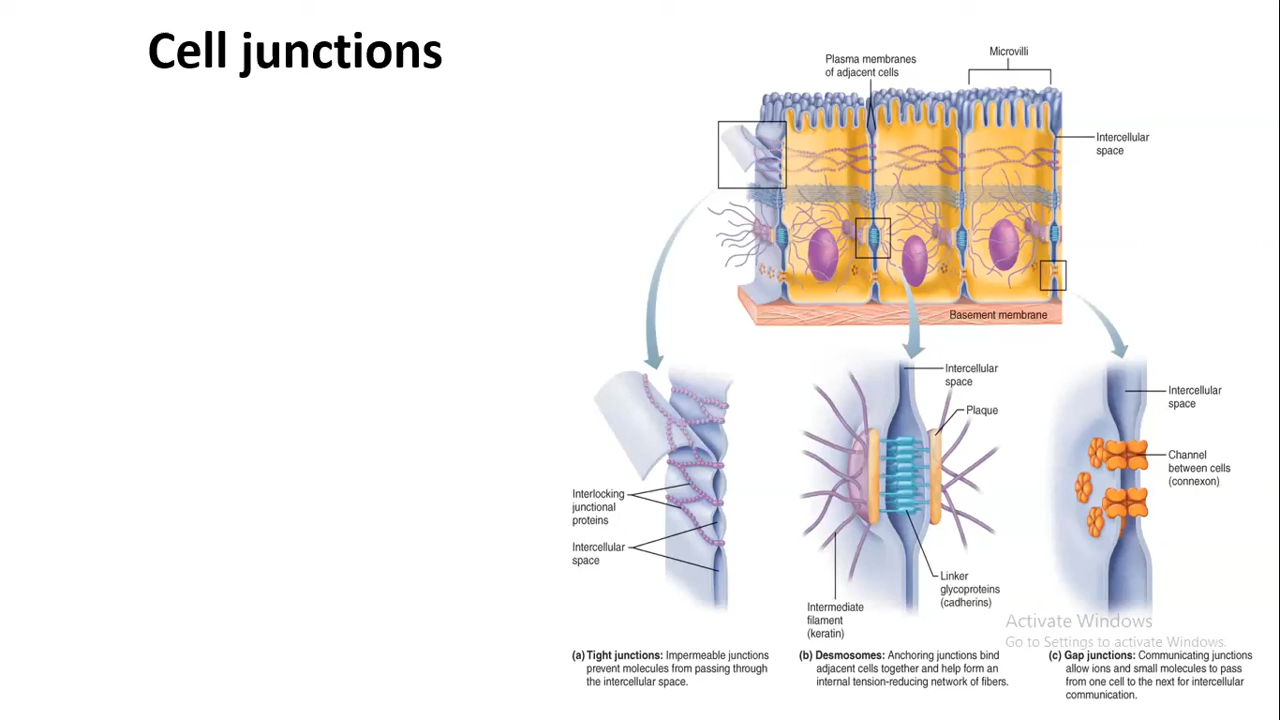 Cell junctions
Microvilli
Plasma membranes
of adjacent cells
Intercellular
space
Basement membrane
Intercellular
space
Plaque
Intercellular
space
Channel
between cells
(connexon)
Interlocking
junctional
proteins
Intercellular
space
Linker
glycoproteins
(cadherins)
Intermediate
filament
(keratin)
Activate Windows
Go to Settings to activate Windows.
(a) Tight junctions: Impermeable junctions
prevent molecules from passing through
the intercellular space.
(b) Desmosomes: Anchoring junctions bind
adjacent cells together and help form an
internal tension-reducing network of fibers.
(c) Gap junctions: Communicating junctions
allow ions and small molecules to pass
from one cell to the next for intercellular
communication.